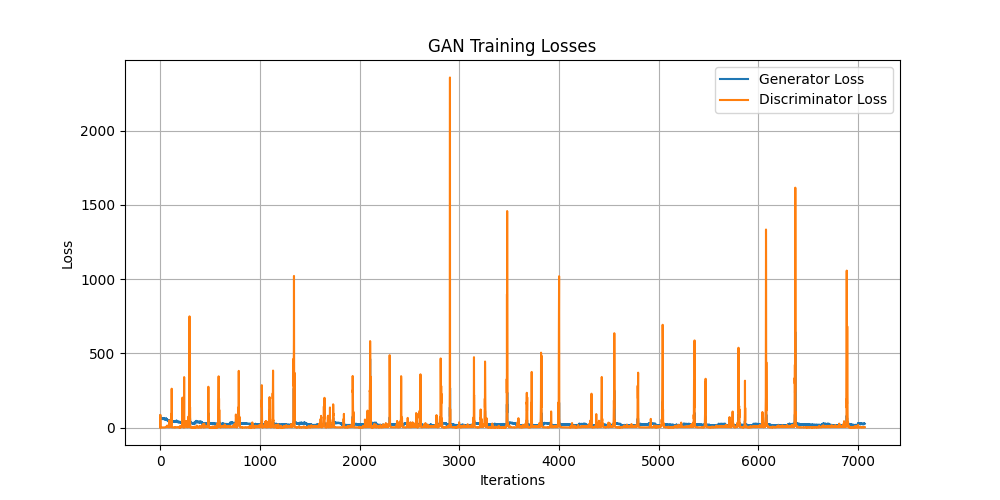 GAN Training Losses
Generator Loss
Discriminator Loss
2000
1500
1000
500
0
Loss
0 1000 2000 3000 4000 5000 6000 7000
Iterations